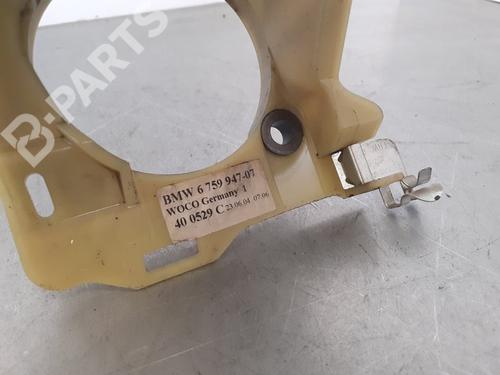 B-PARTS
BMW 6 759 947-07
WOCO Germany 1
40 0529 C 23.06.04 07:06